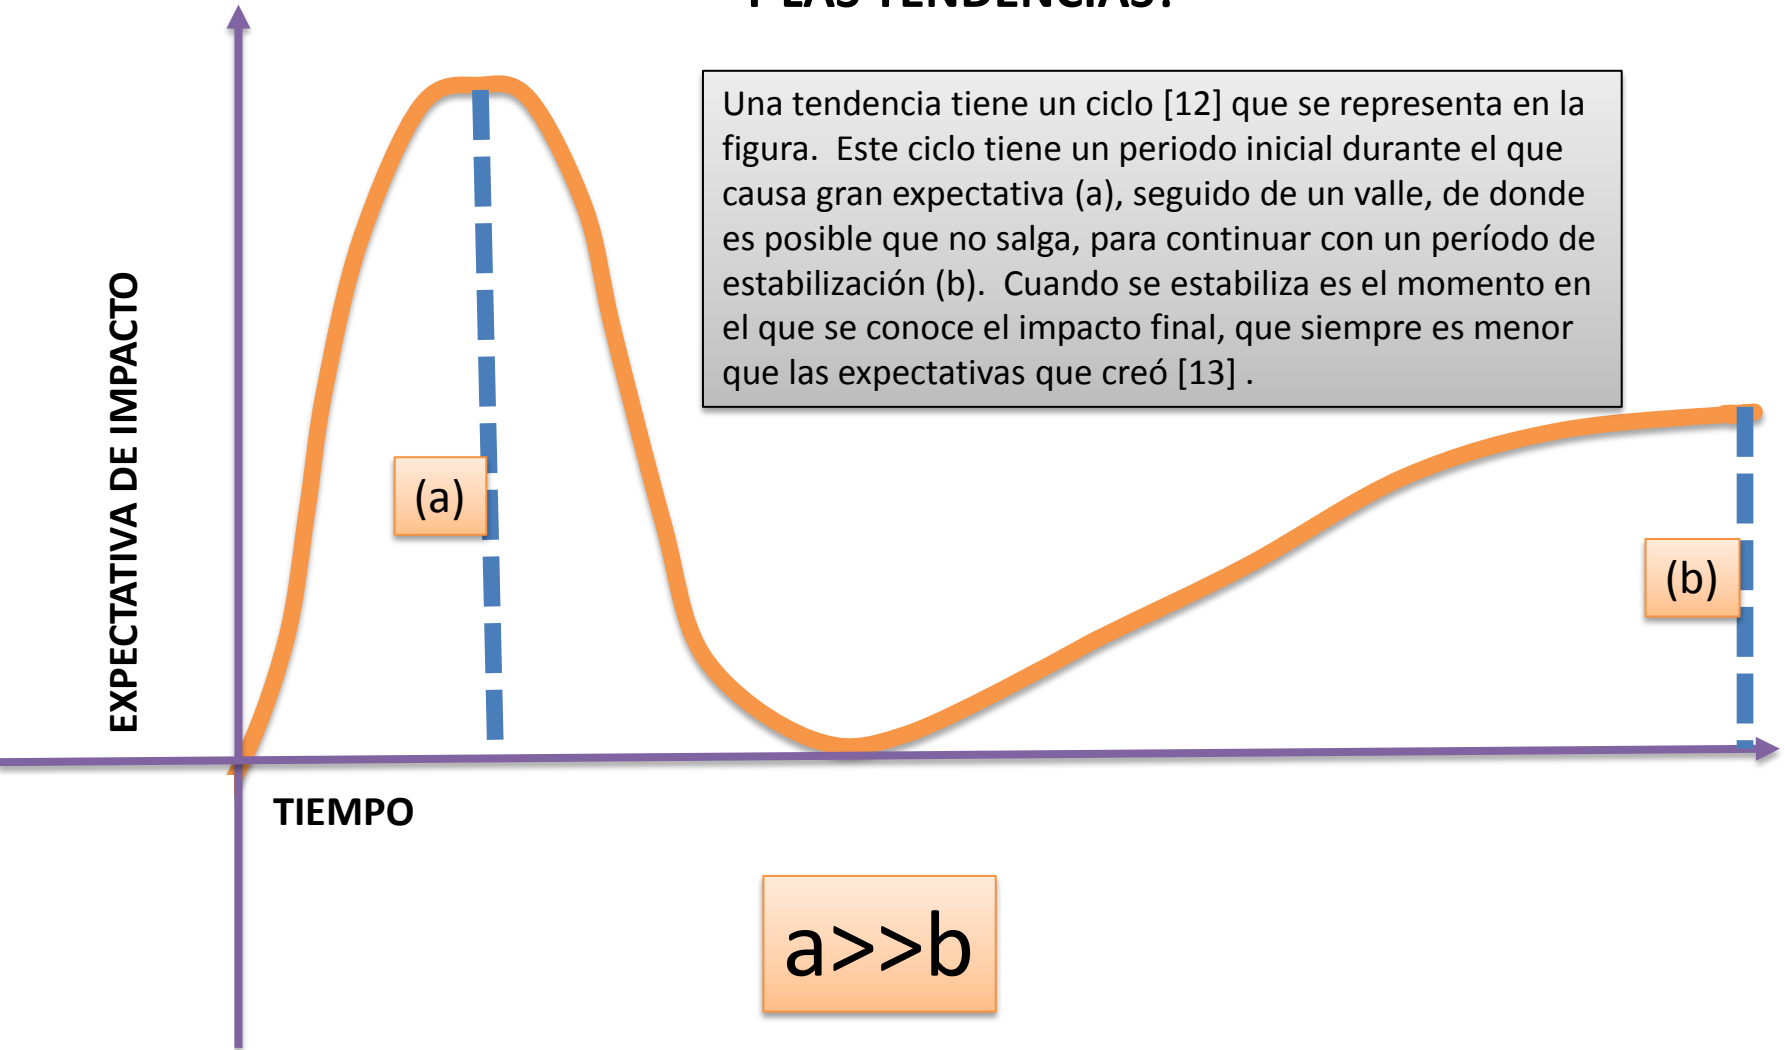 Y LAS TENDENCIAS?
Una tendencia tiene un ciclo [12] que se representa en la
figura. Este ciclo tiene un periodo inicial durante el que
causa gran expectativa (a), seguido de un valle, de donde
es posible que no salga, para continuar con un período de
estabilización (b). Cuando se estabiliza es el momento en
el que se conoce el impacto final, que siempre es menor
que las expectativas que creó [13] .
EXPECTATIVA DE IMPACTO
(a)
(b)
TIEMPO
a>>b